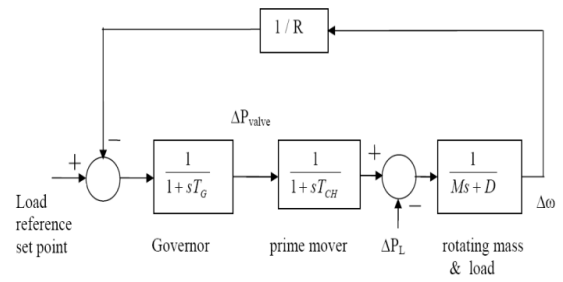 1 / R
ΔP_valve
−
+
1
1+sT_G
1
1+sT_CH
+
−
1
Ms+D
Δω
Load
reference
set point
Governor
prime mover
ΔP_L
rotating mass
& load